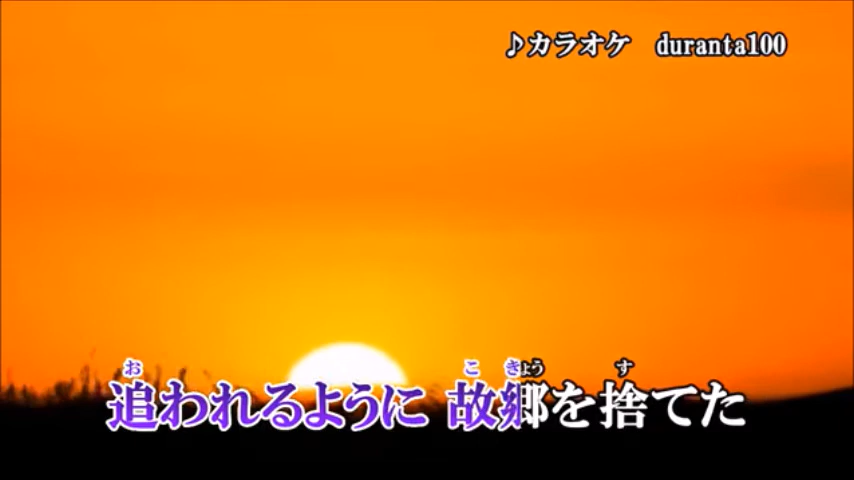 ♪カラオケ　duranta100
お こ きょう す
追われるように 故郷を捨てた